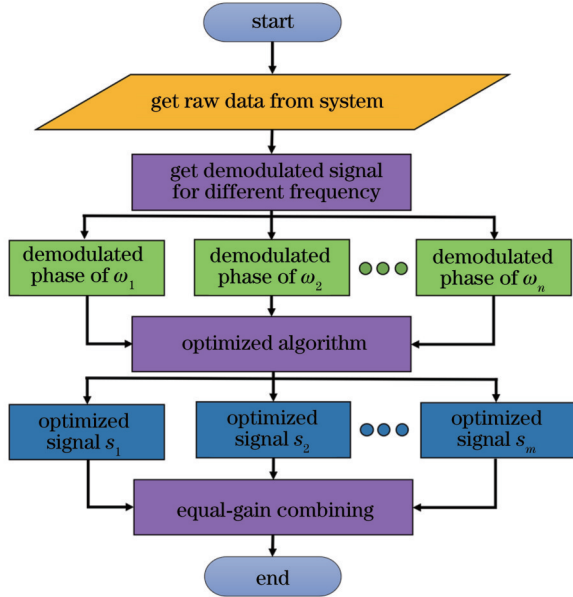 start
get raw data from system
get demodulated signal
for different frequency
demodulated
phase of ω₁
demodulated
phase of ω₂
demodulated
phase of ωₙ
optimized algorithm
optimized
signal s₁
optimized
signal s₂
optimized
signal sₘ
equal-gain combining
end